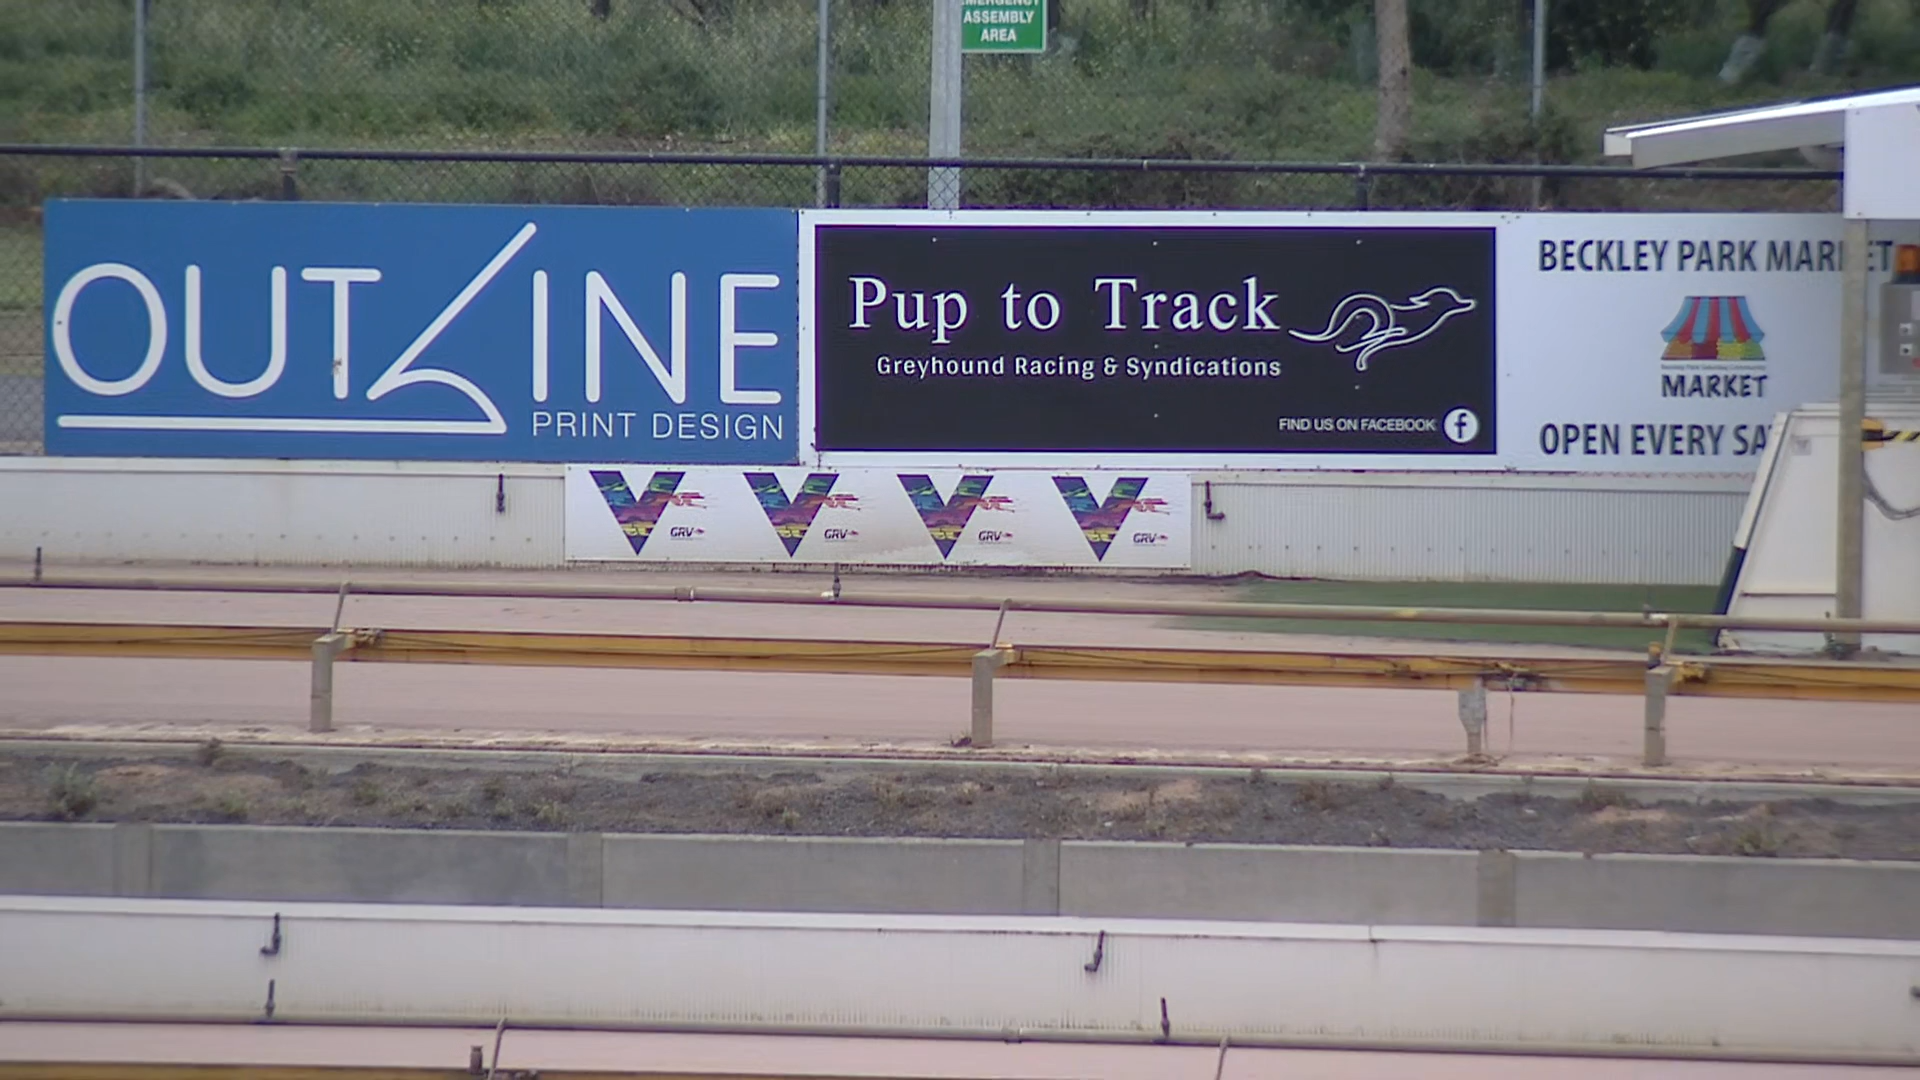 EMERGENCY
ASSEMBLY
AREA
OUTLINE
PRINT DESIGN
Pup to Track
Greyhound Racing & Syndications
FIND US ON FACEBOOK f
BECKLEY PARK MARKET
MARKET
OPEN EVERY SA
V V V V
GRV GRV GRV GRV